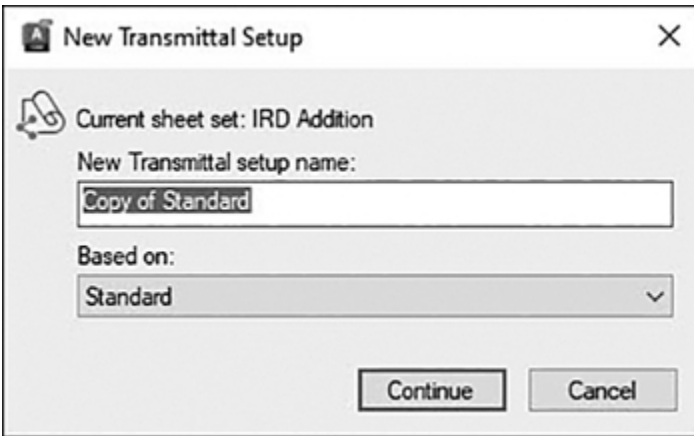 New Transmittal Setup
Current sheet set: IRD Addition
New Transmittal setup name:
Copy of Standard
Based on:
Standard
Continue
Cancel